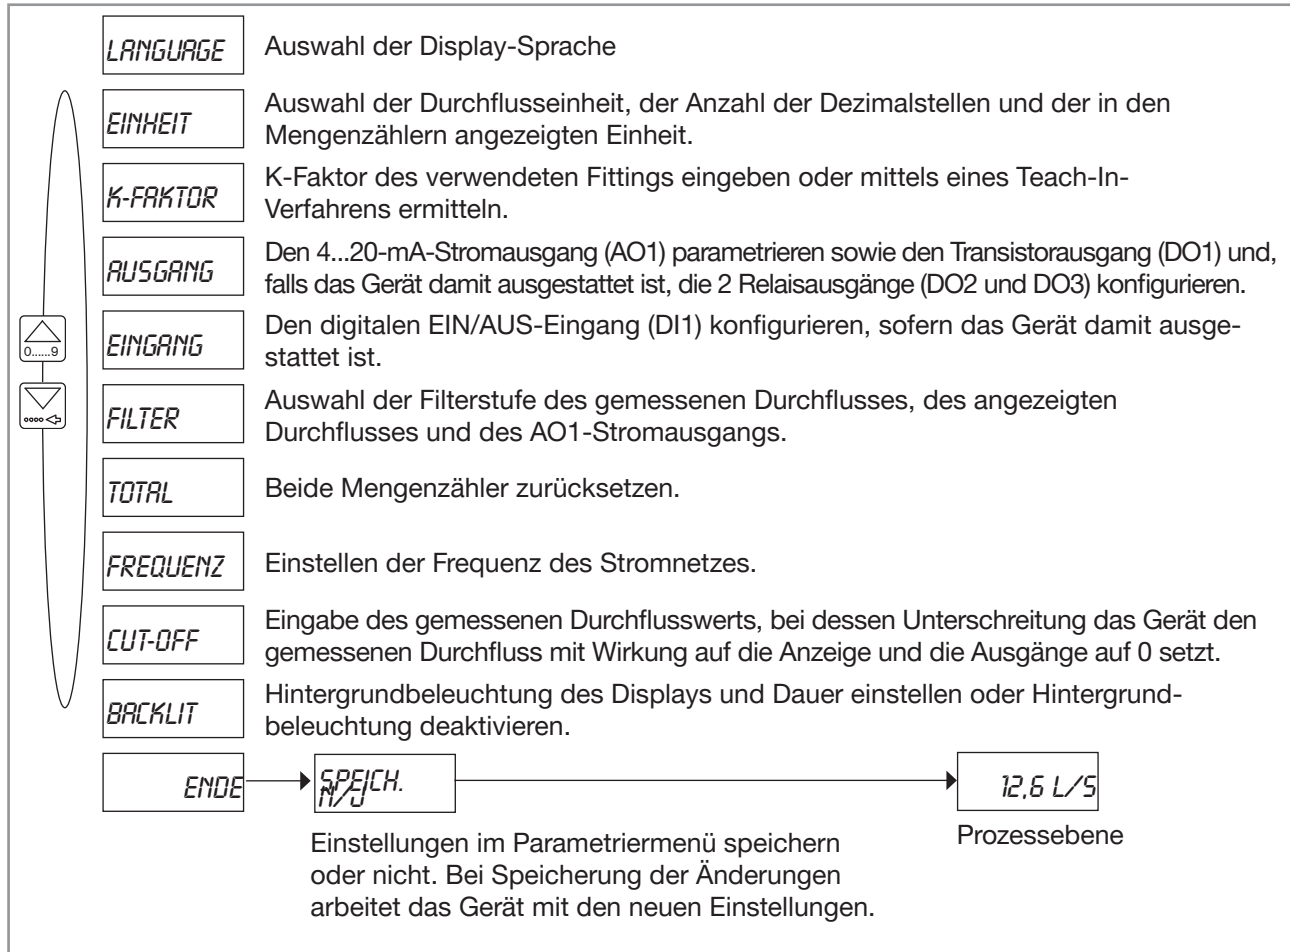 LANGUAGE Auswahl der Display-Sprache
EINHEIT Auswahl der Durchflusseinheit, der Anzahl der Dezimalstellen und der in den
Mengenzählern angezeigten Einheit.
K-FAKTOR K-Faktor des verwendeten Fittings eingeben oder mittels eines Teach-In-
Verfahrens ermitteln.
AUSGANG Den 4...20-mA-Stromausgang (AO1) parametrieren sowie den Transistorausgang (DO1) und,
falls das Gerät damit ausgestattet ist, die 2 Relaisausgänge (DO2 und DO3) konfigurieren.
0......9
EINGANG Den digitalen EIN/AUS-Eingang (DI1) konfigurieren, sofern das Gerät damit ausge-
stattet ist.
FILTER Auswahl der Filterstufe des gemessenen Durchflusses, des angezeigten
Durchflusses und des AO1-Stromausgangs.
TOTAL Beide Mengenzähler zurücksetzen.
FREQUENZ Einstellen der Frequenz des Stromnetzes.
CUT-OFF Eingabe des gemessenen Durchflusswerts, bei dessen Unterschreitung das Gerät den
gemessenen Durchfluss mit Wirkung auf die Anzeige und die Ausgänge auf 0 setzt.
BACKLIT Hintergrundbeleuchtung des Displays und Dauer einstellen oder Hintergrund-
beleuchtung deaktivieren.
ENDE SPEICH. 12,6 L/S
N/J
Prozessebene
Einstellungen im Parametriermenü speichern
oder nicht. Bei Speicherung der Änderungen
arbeitet das Gerät mit den neuen Einstellungen.